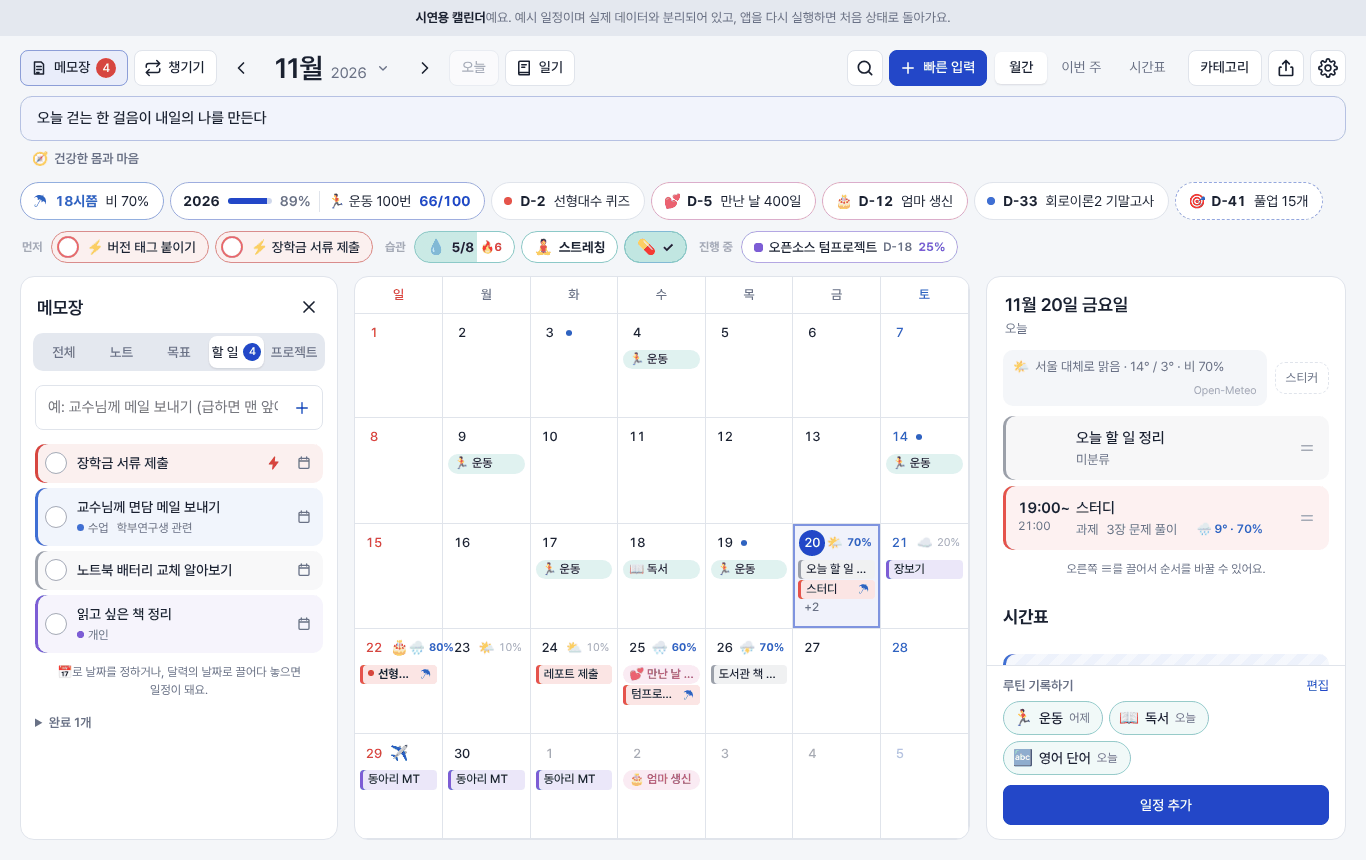 시연용 캘린더예요. 예시 일정이며 실제 데이터와 분리되어 있고, 앱을 다시 실행하면 처음 상태로 돌아가요.
메모장 4 챙기기 11월 2026 오늘 일기 빠른 입력 월간 이번 주 시간표 카테고리
오늘 걷는 한 걸음이 내일의 나를 만든다
🧭 건강한 몸과 마음
☂ 18시쯤 비 70% 2026 89% 🏃 운동 100번 66/100 D-2 선형대수 퀴즈 💕 D-5 만난 날 400일 🎂 D-12 엄마 생신 D-33 회로이론2 기말고사 🎯 D-41 풀업 15개
먼저 ⚡ 버전 태그 붙이기 ⚡ 장학금 서류 제출 습관 💧 5/8 🔥6 🧘 스트레칭 💊 ✓ 진행 중 오픈소스 텀프로젝트 D-18 25%
메모장
전체 노트 목표 할 일 4 프로젝트
예: 교수님께 메일 보내기 (급하면 맨 앞0
장학금 서류 제출
교수님께 면담 메일 보내기
수업 학부연구생 관련
노트북 배터리 교체 알아보기
읽고 싶은 책 정리
개인
📅로 날짜를 정하거나, 달력의 날짜로 끌어다 놓으면
일정이 돼요.
▶ 완료 1개
일 월 화 수 목 금 토
1 2 3 4 5 6 7
🏃 운동
8 9 10 11 12 13 14
🏃 운동 🏃 운동
15 16 17 18 19 20 🌤️ 70% 21 ☁️ 20%
🏃 운동 📖 독서 🏃 운동 오늘 할 일 ... 장보기
스터디 ☂
+2
22 🎂🌧️ 80% 23 🌤️ 10% 24 ⛅ 10% 25 🌧️ 60% 26 ⛈️ 70% 27 28
선형... ☂ 레포트 제출 💕 만난 날 ... 도서관 책 ...
텀프로... ☂
29 ✈️ 30 1 2 3 4 5
동아리 MT 동아리 MT 동아리 MT 🎂 엄마 생신
11월 20일 금요일
오늘
🌤️ 서울 대체로 맑음 · 14° / 3° · 비 70%
Open-Meteo
스티커
오늘 할 일 정리
미분류
19:00~ 스터디
21:00 과제 3장 문제 풀이 🌧️ 9° · 70%
오른쪽 ≡를 끌어서 순서를 바꿀 수 있어요.
시간표
루틴 기록하기 편집
🏃 운동 어제 📖 독서 오늘
🔤 영어 단어 오늘
일정 추가